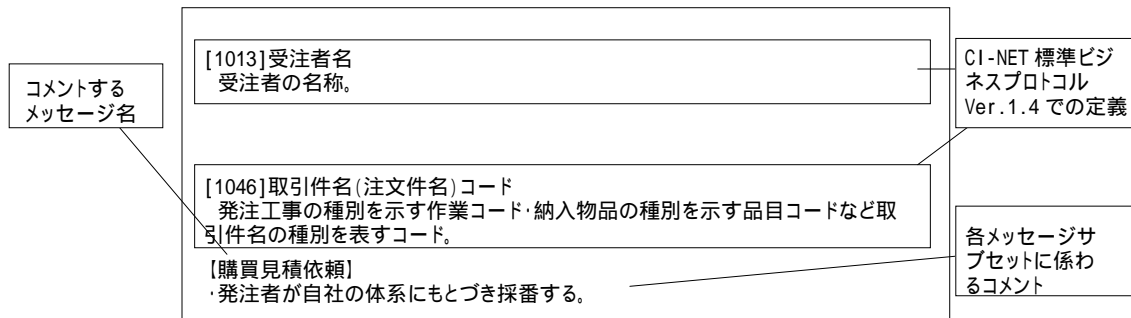 [1013]受注者名
受注者の名称。
CI-NET 標準ビジ
ネスプロトコル
Ver.1.4 での定義
コメントする
メッセージ名
[1046]取引件名(注文件名)コード
発注工事の種別を示す作業コード・納入物品の種別を示す品目コードなど取
引件名の種別を表すコード。
【購買見積依頼】
・発注者が自社の体系にもとづき採番する。
各メッセージサ
ブセットに係わ
るコメント